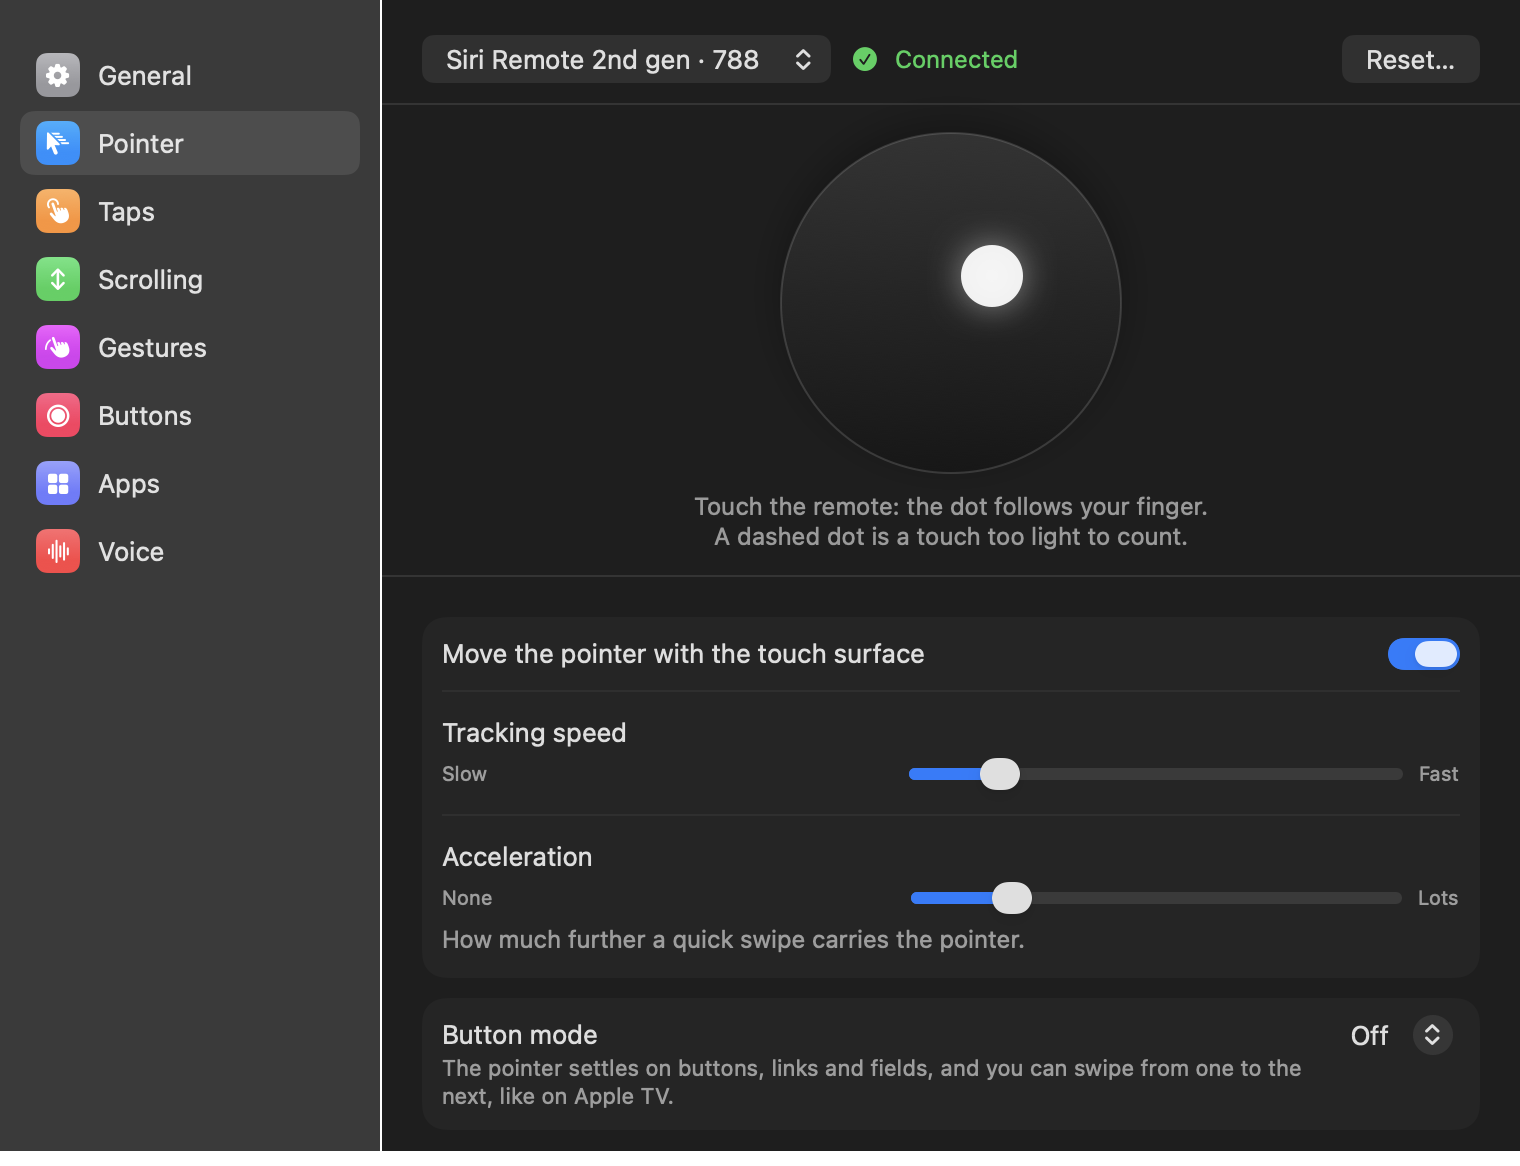 General
Pointer
Taps
Scrolling
Gestures
Buttons
Apps
Voice
Siri Remote 2nd gen · 788
Connected
Reset...
Touch the remote: the dot follows your finger.
A dashed dot is a touch too light to count.
Move the pointer with the touch surface
Tracking speed
Slow
Fast
Acceleration
None
Lots
How much further a quick swipe carries the pointer.
Button mode
Off
The pointer settles on buttons, links and fields, and you can swipe from one to the
next, like on Apple TV.